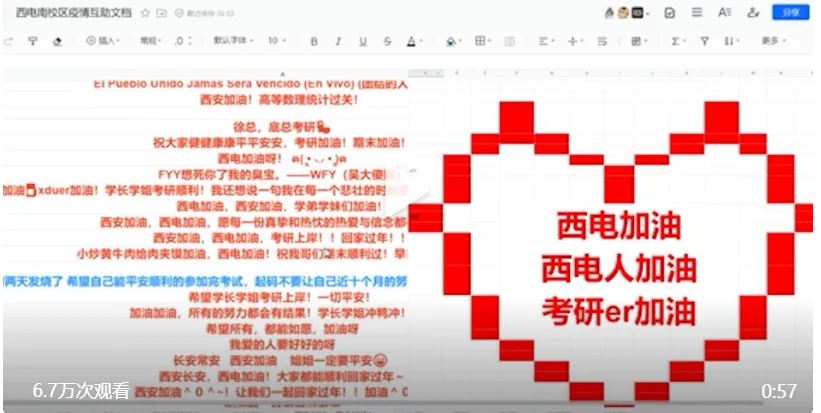 西电南校区疫情互助文档
最近保存 09:52
分享
插入
常规
.0
默认字体
10
B
I
U
S
A
更多
A
El Pueblo Unido Jamas Sera Vencido (En Vivo) (团结的人
西安加油！高等数理统计过关！
徐总，底总考研
祝大家健健康康平平安安，考研加油！期末加油！
西电加油呀！
FYY想死你了我的臭宝。——WFY（吴大傻
加油 xduer加油！学长学姐考研顺利！我还想说一句我在每一个悲壮的时
西电加油，西安加油，学弟学妹们加油！
西安加油，西电加油，愿每一份真挚和热忱的热爱与信念都
西安加油，西电加油，考研上岸！！回家过年！！
小炒黄牛肉给肉夹馍加油，西电加油！祝我哥们期末顺利过！早
两天发烧了 希望自己能平安顺利的参加完考试，起码不要让自己近十个月的努
希望学长学姐考研上岸！一切平安！
加油加油，所有的努力都会有结果！学长学姐冲鸭冲！
希望所有，都能如愿，加油呀
我爱的人要好好的呀
长安常安 西安加油 姐姐一定要平安
西安长安，西电加油！大家都能顺利回家过年～
西安加油＾0＾~！让我们一起回家过年！！加油＾0
西电加油
西电人加油
考研er加油
6.7万次观看
0:57